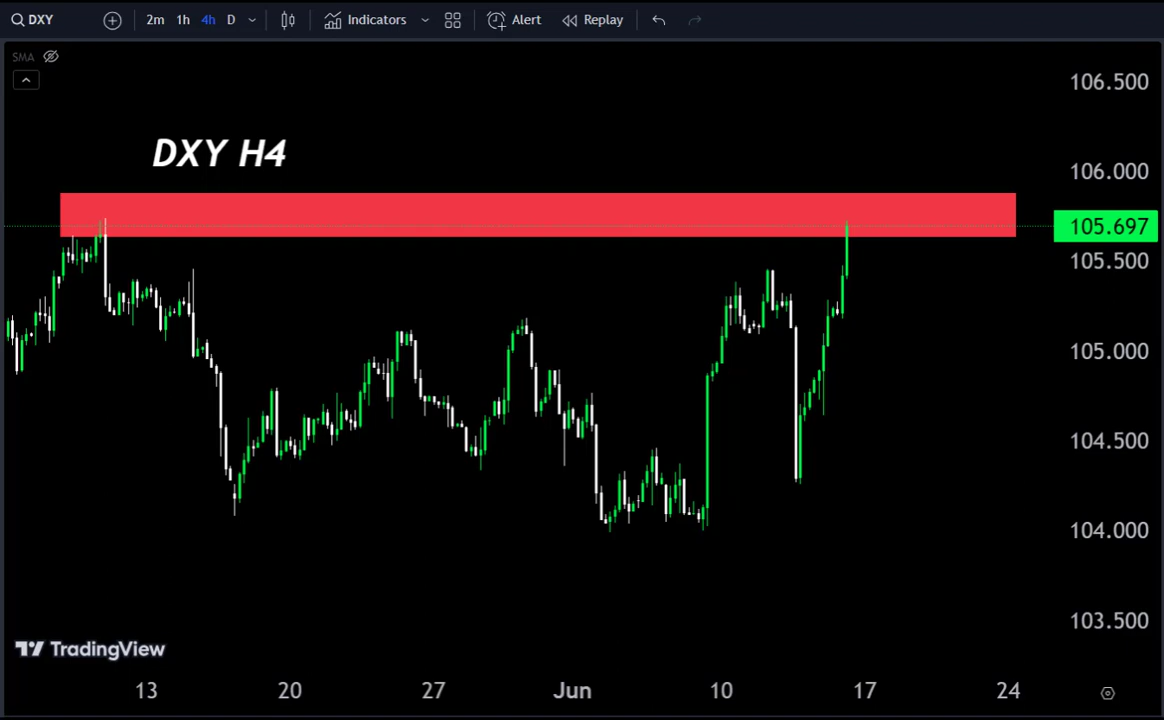 DXY 2m 1h 4h D Indicators Alert Replay
SMA
106.500
DXY H4
106.000
105.697
105.500
105.000
104.500
104.000
103.500
TradingView
13 20 27 Jun 10 17 24